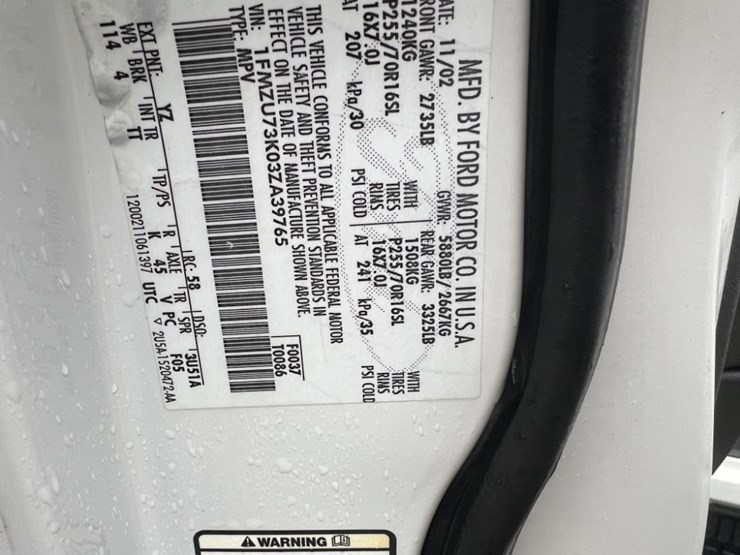 MFD. BY FORD MOTOR CO. IN U.S.A.
ATE: 11/02 GVWR: 5880LB/2667KG
RONT GAWR: 2735LB REAR GAWR: 3325LB
1240KG WITH 1508KG WITH
P255/70R16SL TIRES P255/70R16SL TIRES
16X7.0J RIMS 16X7.0J RIMS
AT 207 kPa/30 PSI COLD AT 241 kPa/35 PSI COLD
THIS VEHICLE CONFORMS TO ALL APPLICABLE FEDERAL MOTOR
VEHICLE SAFETY AND THEFT PREVENTION STANDARDS IN
EFFECT ON THE DATE OF MANUFACTURE SHOWN ABOVE.
VIN: 1FMZU73K03ZA39765 F0037
TYPE: MPV T0086
EXT PNT: YZ RC: 58 DSO: 3U51A
WB BRK INT TR TP/PS R AXLE TR SPR F05
114 4 TT K 45 V PC 2U5A-1520472-AA
1200211061397 UTC
WARNING